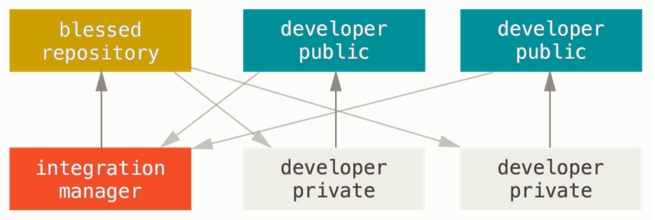 blessed
repository
developer
public
developer
public
integration
manager
developer
private
developer
private